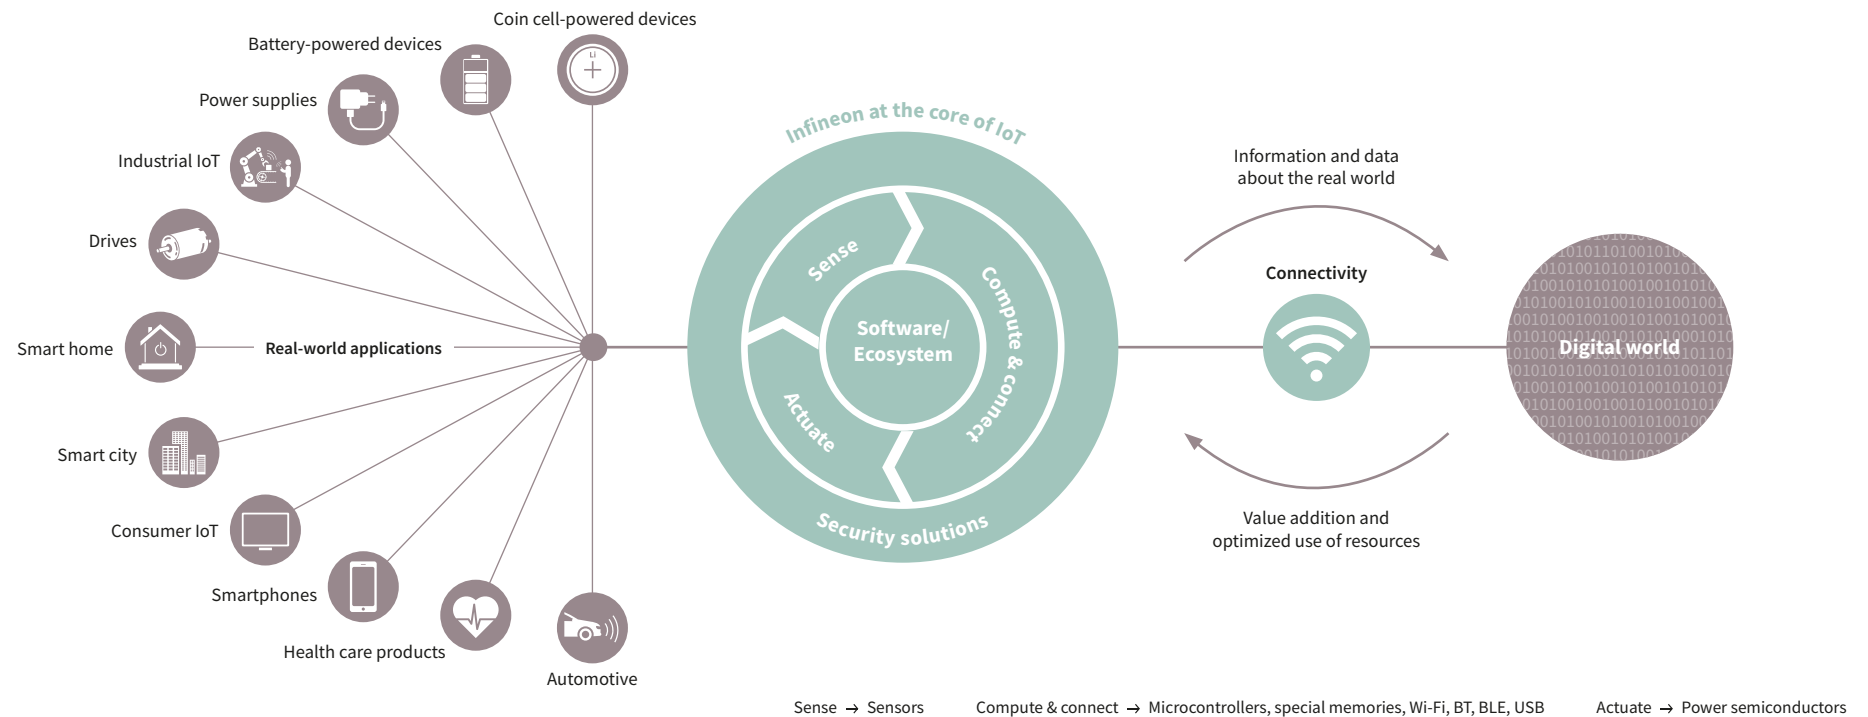 Coin cell-powered devices
Battery-powered devices
Li
Power supplies
Industrial IoT
Drives
Smart home
Real-world applications
Smart city
Consumer IoT
Smartphones
Health care products
Automotive
Infineon at the core of IoT
Sense
Compute & connect
Actuate
Software/
Ecosystem
Security solutions
Information and data
about the real world
Connectivity
Value addition and
optimized use of resources
Digital world
Sense → Sensors
Compute & connect → Microcontrollers, special memories, Wi-Fi, BT, BLE, USB
Actuate → Power semiconductors